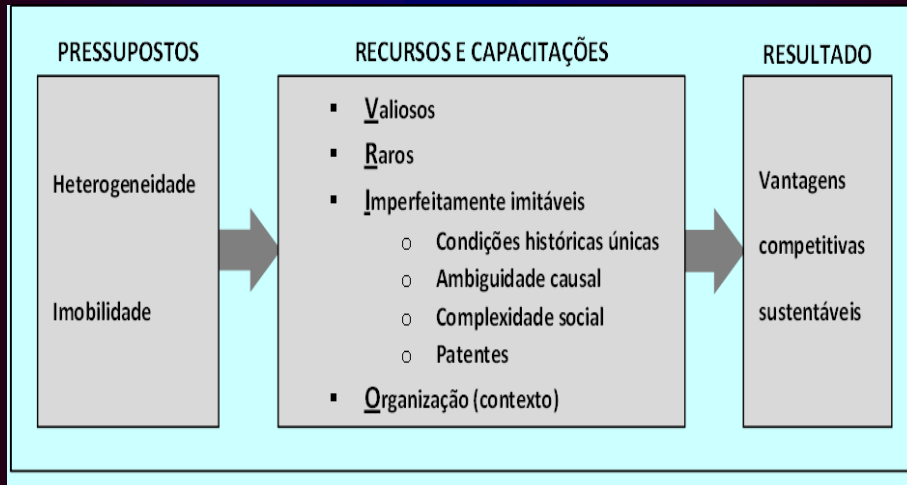 PRESSUPOSTOS
Heterogeneidade
Imobilidade
RECURSOS E CAPACITAÇÕES
▪ Valiosos
▪ Raros
▪ Imperfeitamente imitáveis
o Condições históricas únicas
o Ambiguidade causal
o Complexidade social
o Patentes
▪ Organização (contexto)
RESULTADO
Vantagens
competitivas
sustentáveis